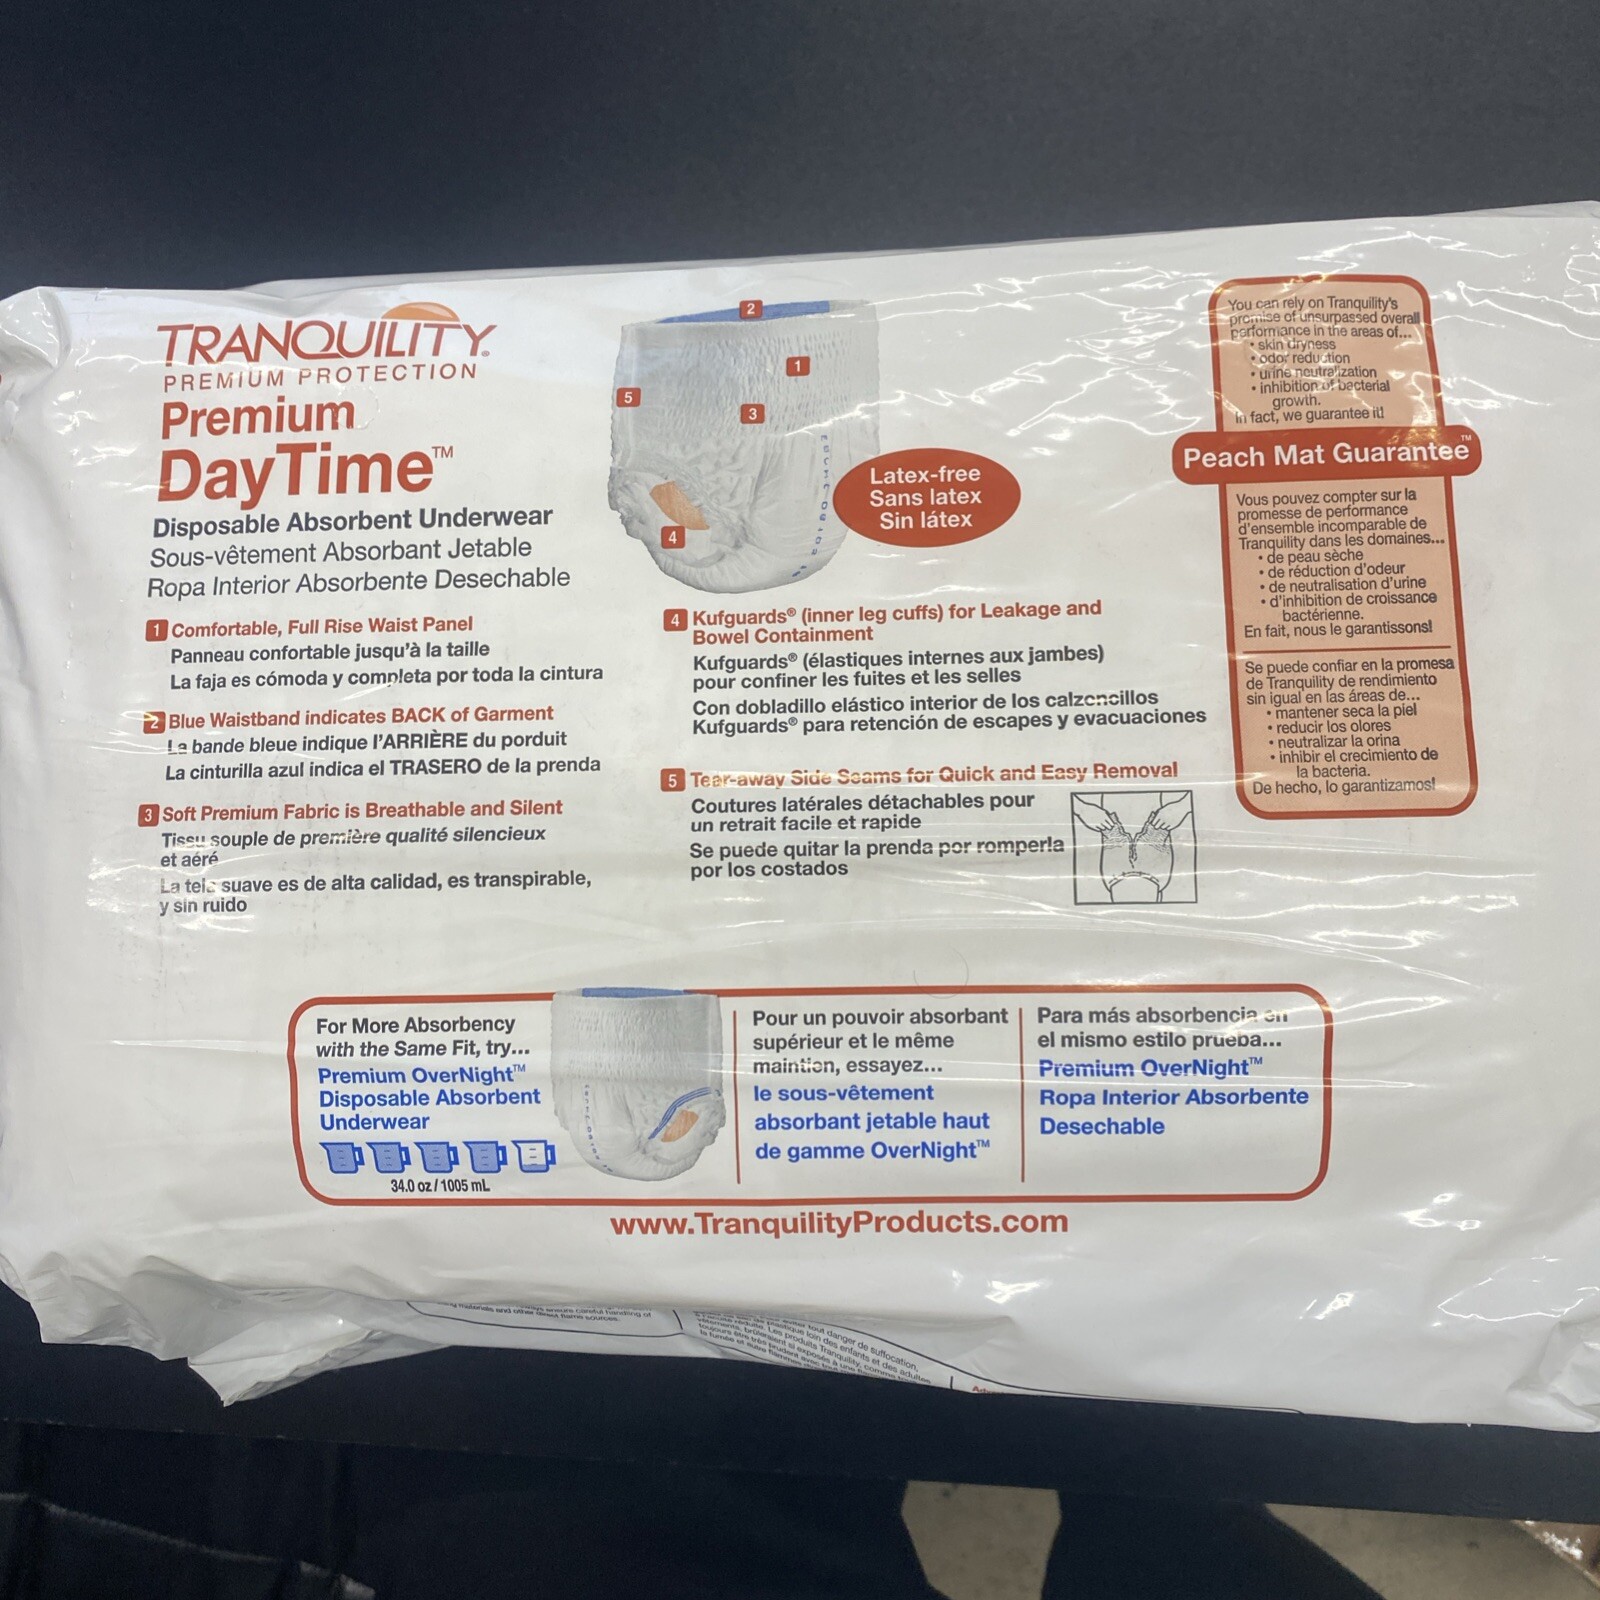 TRANQUILITY®
PREMIUM PROTECTION
Premium
DayTime™
Disposable Absorbent Underwear
Sous-vêtement Absorbant Jetable
Ropa Interior Absorbente Desechable
1 Comfortable, Full Rise Waist Panel
Panneau confortable jusqu'à la taille
La faja es cómoda y completa por toda la cintura
2 Blue Waistband indicates BACK of Garment
La bande bleue indique l'ARRIÈRE du porduit
La cinturilla azul indica el TRASERO de la prenda
3 Soft Premium Fabric is Breathable and Silent
Tissu souple de première qualité silencieux
et aéré
La tela suave es de alta calidad, es transpirable,
y sin ruido
2
1
5
3
4
Latex-free
Sans latex
Sin látex
4 Kufguards® (inner leg cuffs) for Leakage and
Bowel Containment
Kufguards® (élastiques internes aux jambes)
pour confiner les fuites et les selles
Con dobladillo elástico interior de los calzoncillos
Kufguards® para retención de escapes y evacuaciones
5 Tear-away Side Seams for Quick and Easy Removal
Coutures latérales détachables pour
un retrait facile et rapide
Se puede quitar la prenda por romperla
por los costados
You can rely on Tranquility's
promise of unsurpassed overall
performance in the areas of...
• skin dryness
• odor reduction
• urine neutralization
• inhibition of bacterial
growth.
In fact, we guarantee it!
Peach Mat Guarantee™
Vous pouvez compter sur la
promesse de performance
d'ensemble incomparable de
Tranquility dans les domaines...
• de peau sèche
• de réduction d'odeur
• de neutralisation d'urine
• d'inhibition de croissance
bactérienne.
En fait, nous le garantissons!
Se puede confiar en la promesa
de Tranquility de rendimiento
sin igual en las áreas de...
• mantener seca la piel
• reducir los olores
• neutralizar la orina
• inhibir el crecimiento de
la bacteria.
De hecho, lo garantizamos!
For More Absorbency
with the Same Fit, try...
Premium OverNight™
Disposable Absorbent
Underwear
34.0 oz / 1005 mL
Pour un pouvoir absorbant
supérieur et le même
maintien, essayez...
le sous-vêtement
absorbant jetable haut
de gamme OverNight™
Para más absorbencia en
el mismo estilo prueba...
Premium OverNight™
Ropa Interior Absorbente
Desechable
www.TranquilityProducts.com
always ensure careful handling of
materials and other flame sources.
tout danger de suffocation,